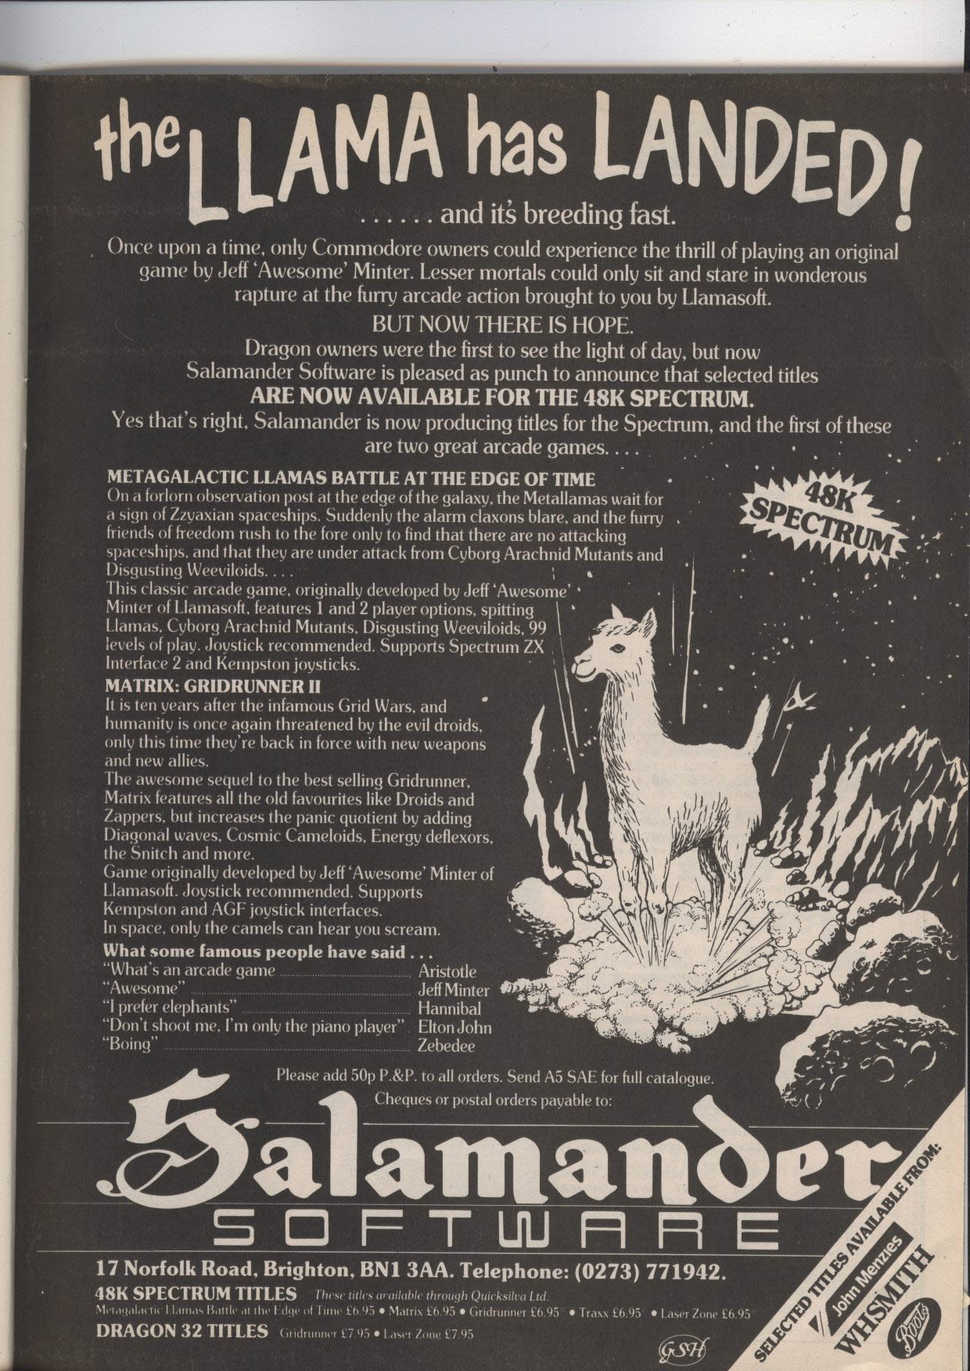 the LLAMA has LANDED!
. . . . . . and it's breeding fast.
Once upon a time, only Commodore owners could experience the thrill of playing an original
game by Jeff 'Awesome' Minter. Lesser mortals could only sit and stare in wonderous
rapture at the furry arcade action brought to you by Llamasoft.
BUT NOW THERE IS HOPE.
Dragon owners were the first to see the light of day, but now
Salamander Software is pleased as punch to announce that selected titles
ARE NOW AVAILABLE FOR THE 48K SPECTRUM.
Yes that's right, Salamander is now producing titles for the Spectrum, and the first of these
are two great arcade games. . . .
METAGALACTIC LLAMAS BATTLE AT THE EDGE OF TIME
On a forlorn observation post at the edge of the galaxy, the Metallamas wait for
a sign of Zzyaxian spaceships. Suddenly the alarm claxons blare, and the furry
friends of freedom rush to the fore only to find that there are no attacking
spaceships, and that they are under attack from Cyborg Arachnid Mutants and
Disgusting Weeviloids. . . .
This classic arcade game, originally developed by Jeff 'Awesome'
Minter of Llamasoft, features 1 and 2 player options, spitting
Llamas, Cyborg Arachnid Mutants, Disgusting Weeviloids, 99
levels of play. Joystick recommended. Supports Spectrum ZX
Interface 2 and Kempston joysticks.
48K
SPECTRUM
MATRIX: GRIDRUNNER II
It is ten years after the infamous Grid Wars, and
humanity is once again threatened by the evil droids,
only this time they're back in force with new weapons
and new allies.
The awesome sequel to the best selling Gridrunner,
Matrix features all the old favourites like Droids and
Zappers, but increases the panic quotient by adding
Diagonal waves, Cosmic Cameloids, Energy deflexors,
the Snitch and more.
Game originally developed by Jeff 'Awesome' Minter of
Llamasoft. Joystick recommended. Supports
Kempston and AGF joystick interfaces.
In space, only the camels can hear you scream.
What some famous people have said . . .
"What's an arcade game ........ Aristotle
"Awesome" ........ Jeff Minter
"I prefer elephants" ........ Hannibal
"Don't shoot me, I'm only the piano player" . Elton John
"Boing" ........ Zebedee
Please add 50p P.&P. to all orders. Send A5 SAE for full catalogue.
Cheques or postal orders payable to:
Salamander
SOFTWARE
17 Norfolk Road, Brighton, BN1 3AA. Telephone: (0273) 771942.
48K SPECTRUM TITLES These titles available through Quicksilva Ltd.
Metagalactic Llamas Battle at the Edge of Time £6.95 • Matrix £6.95 • Gridrunner £6.95 • Traxx £6.95 • Laser Zone £6.95
DRAGON 32 TITLES Gridrunner £7.95 • Laser Zone £7.95
GSH
SELECTED TITLES AVAILABLE FROM:
John Menzies
WHSMITH
Boots